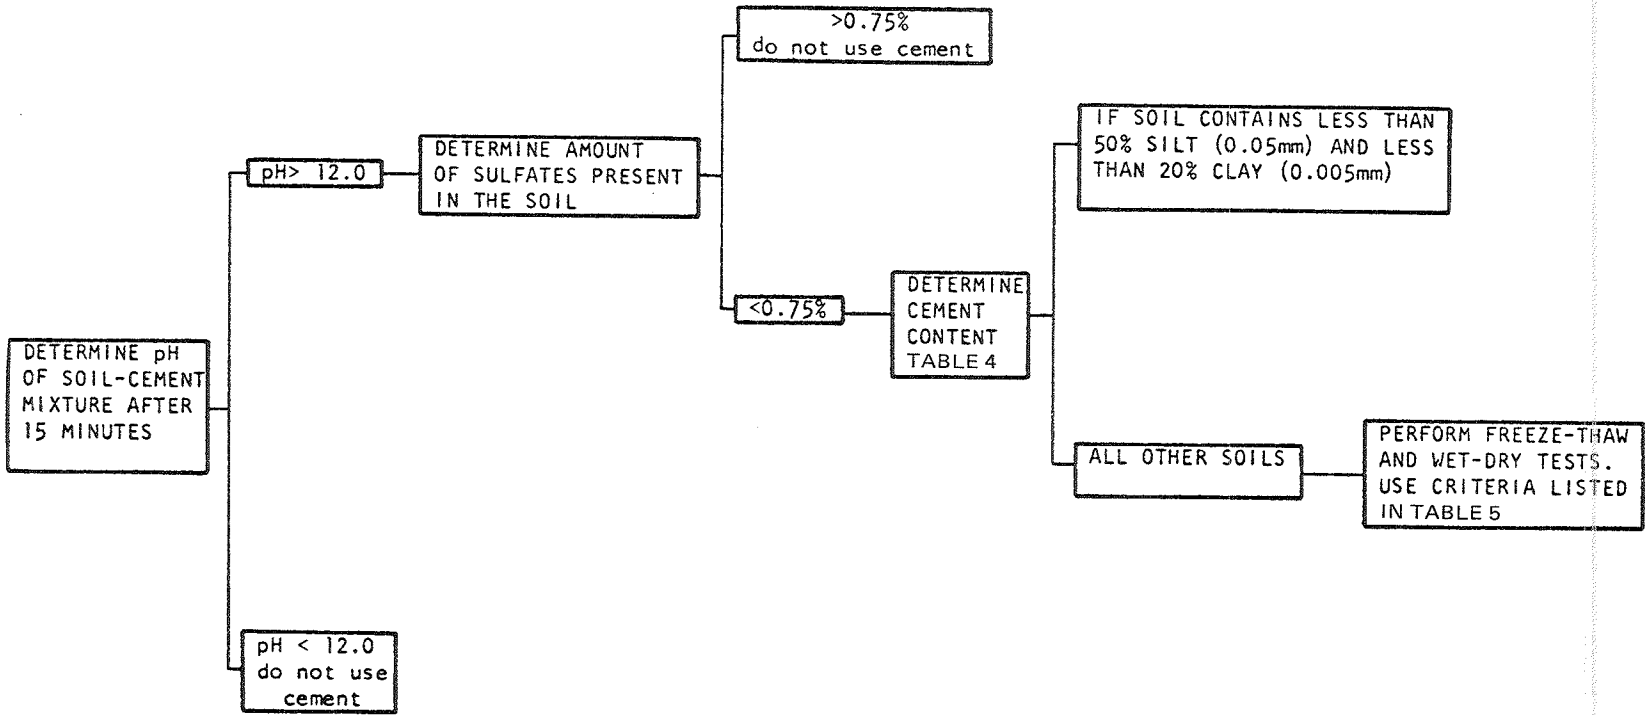 >0.75%
do not use cement
IF SOIL CONTAINS LESS THAN
50% SILT (0.05mm) AND LESS
THAN 20% CLAY (0.005mm)
DETERMINE AMOUNT
OF SULFATES PRESENT
IN THE SOIL
pH> 12.0
<0.75%
DETERMINE
CEMENT
CONTENT
TABLE 4
DETERMINE pH
OF SOIL-CEMENT
MIXTURE AFTER
15 MINUTES
ALL OTHER SOILS
PERFORM FREEZE-THAW
AND WET-DRY TESTS.
USE CRITERIA LISTED
IN TABLE 5
pH < 12.0
do not use
cement